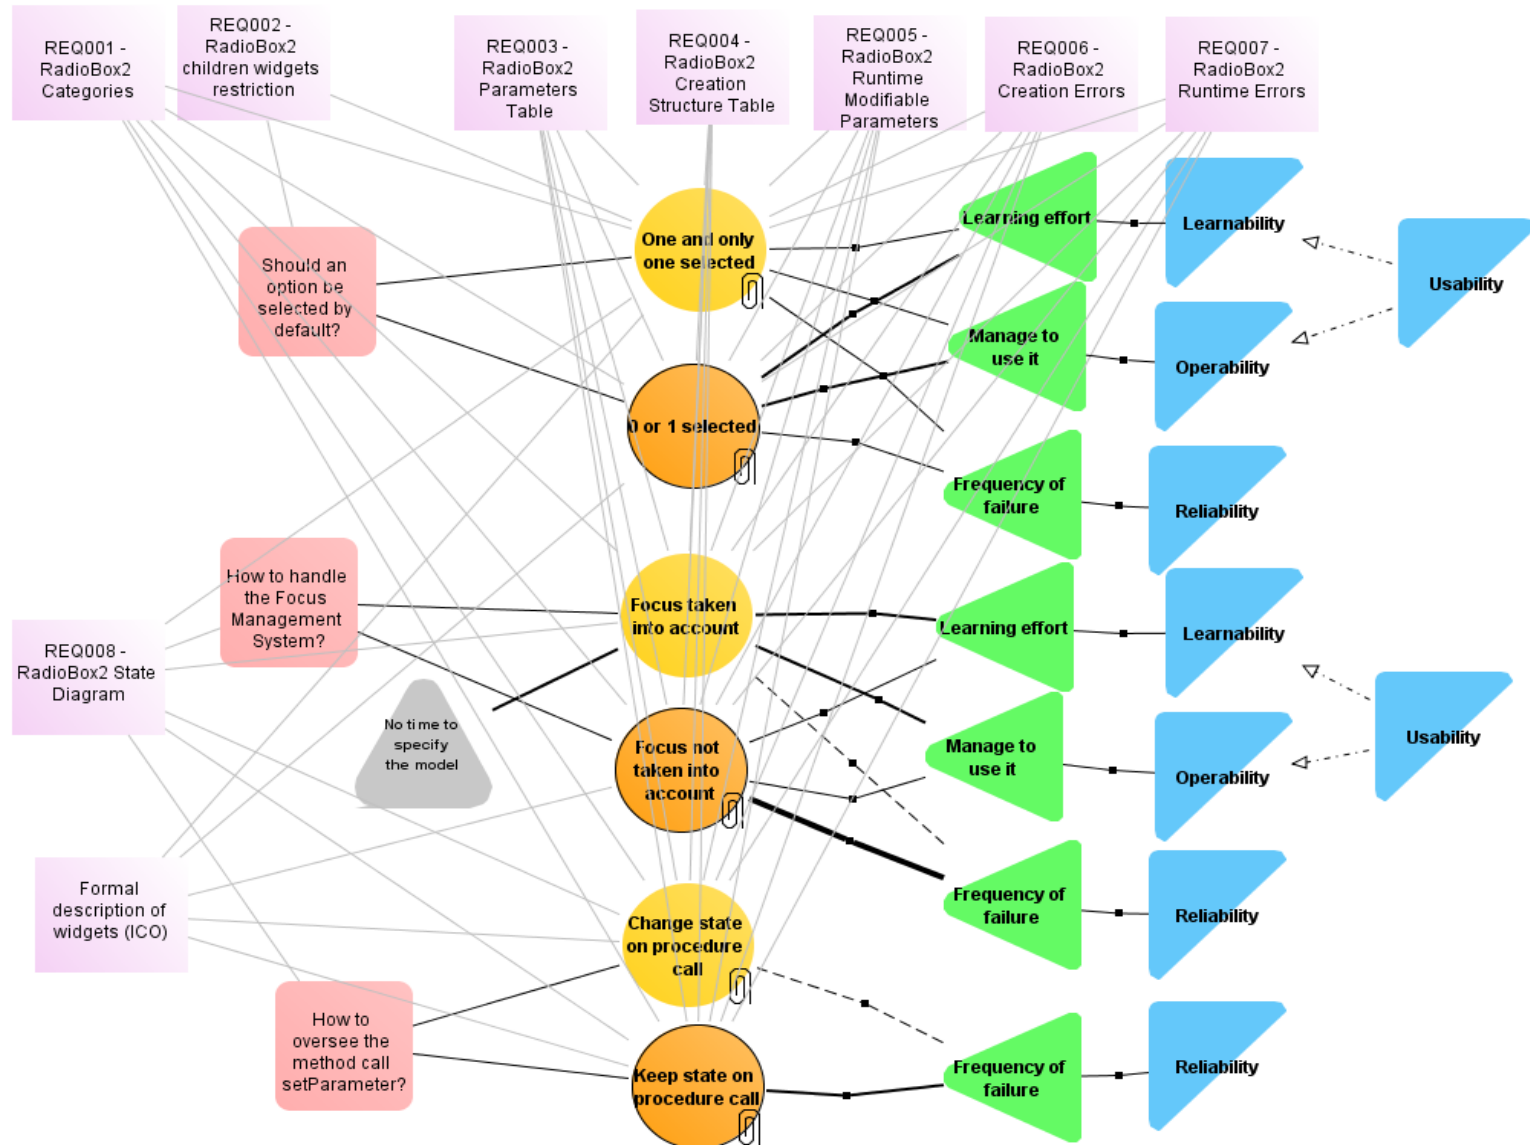 REQ001 -
RadioBox2
Categories
REQ002 -
RadioBox2
children widgets
restriction
REQ003 -
RadioBox2
Parameters
Table
REQ004 -
RadioBox2
Creation
Structure Table
REQ005 -
RadioBox2
Runtime
Modifiable
Parameters
REQ006 -
RadioBox2
Creation Errors
REQ007 -
RadioBox2
Runtime Errors
Should an
option be
selected by
default?
One and only
one selected
0 or 1 selected
Learning effort
Manage to
use it
Frequency of
failure
Learnability
Operability
Reliability
Usability
How to handle
the Focus
Management
System?
REQ008 -
RadioBox2 State
Diagram
No time to
specify
the model
Focus taken
into account
Focus not
taken into
account
Learning effort
Manage to
use it
Frequency of
failure
Learnability
Operability
Reliability
Usability
Formal
description of
widgets (ICO)
How to
oversee the
method call
setParameter?
Change state
on procedure
call
Keep state on
procedure call
Frequency of
failure
Reliability